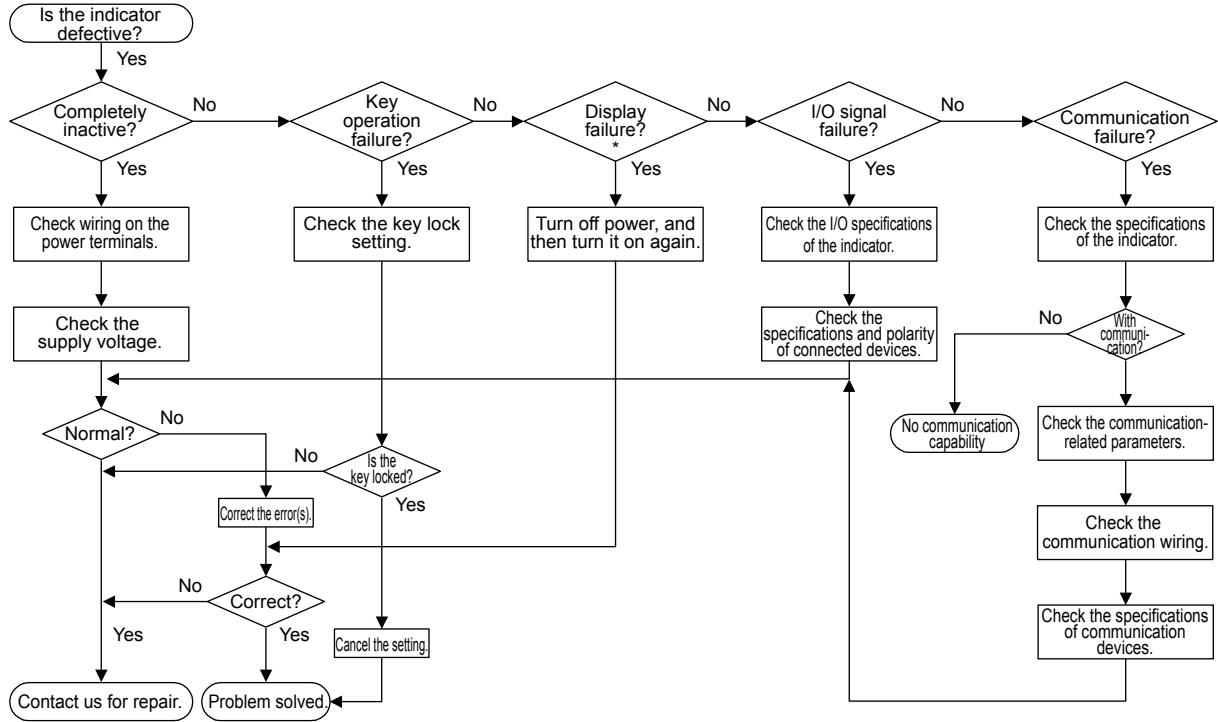 Is the indicator
defective?
Yes
Completely
inactive?
No
Key
operation
failure?
No
Display
failure?
*
No
I/O signal
failure?
No
Communication
failure?
Yes
Yes
Yes
Yes
Yes
Check wiring on the
power terminals.
Check the key lock
setting.
Turn off power, and
then turn it on again.
Check the I/O specifications
of the indicator.
Check the specifications
of the indicator.
Check the
supply voltage.
Check the
specifications and polarity
of connected devices.
No
With
communi-
cation?
Yes
No communication
capability
Check the communication-
related parameters.
Normal?
No
No
Is the
key locked?
Yes
Correct the error(s).
Check the
communication wiring.
No
Correct?
Yes
Yes
Cancel the setting.
Check the specifications
of communication
devices.
Contact us for repair.
Problem solved.